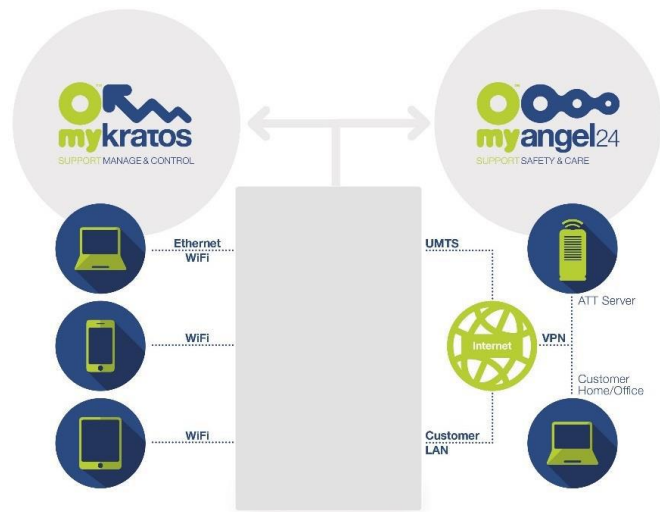 mykratos
SUPPORT MANAGE & CONTROL
myangel24
SUPPORT SAFETY & CARE
Ethernet
WiFi
WiFi
WiFi
UMTS
Internet
VPN
Customer
LAN
ATT Server
Customer
Home/Office